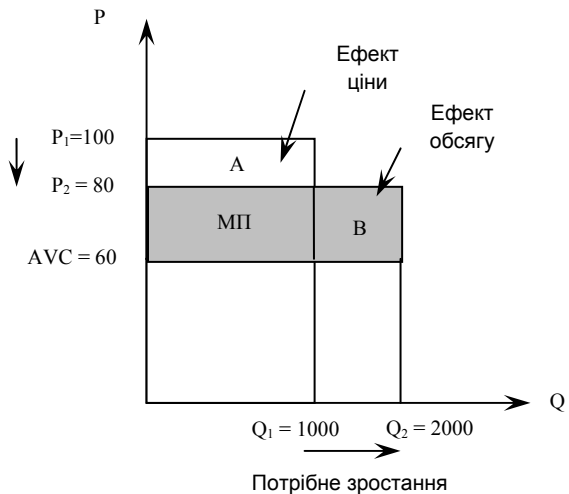 P
Ефект
ціни
Ефект
обсягу
P₁=100
A
P₂ = 80
МП
B
AVC = 60
Q
Q₁ = 1000
Q₂ = 2000
Потрібне зростання